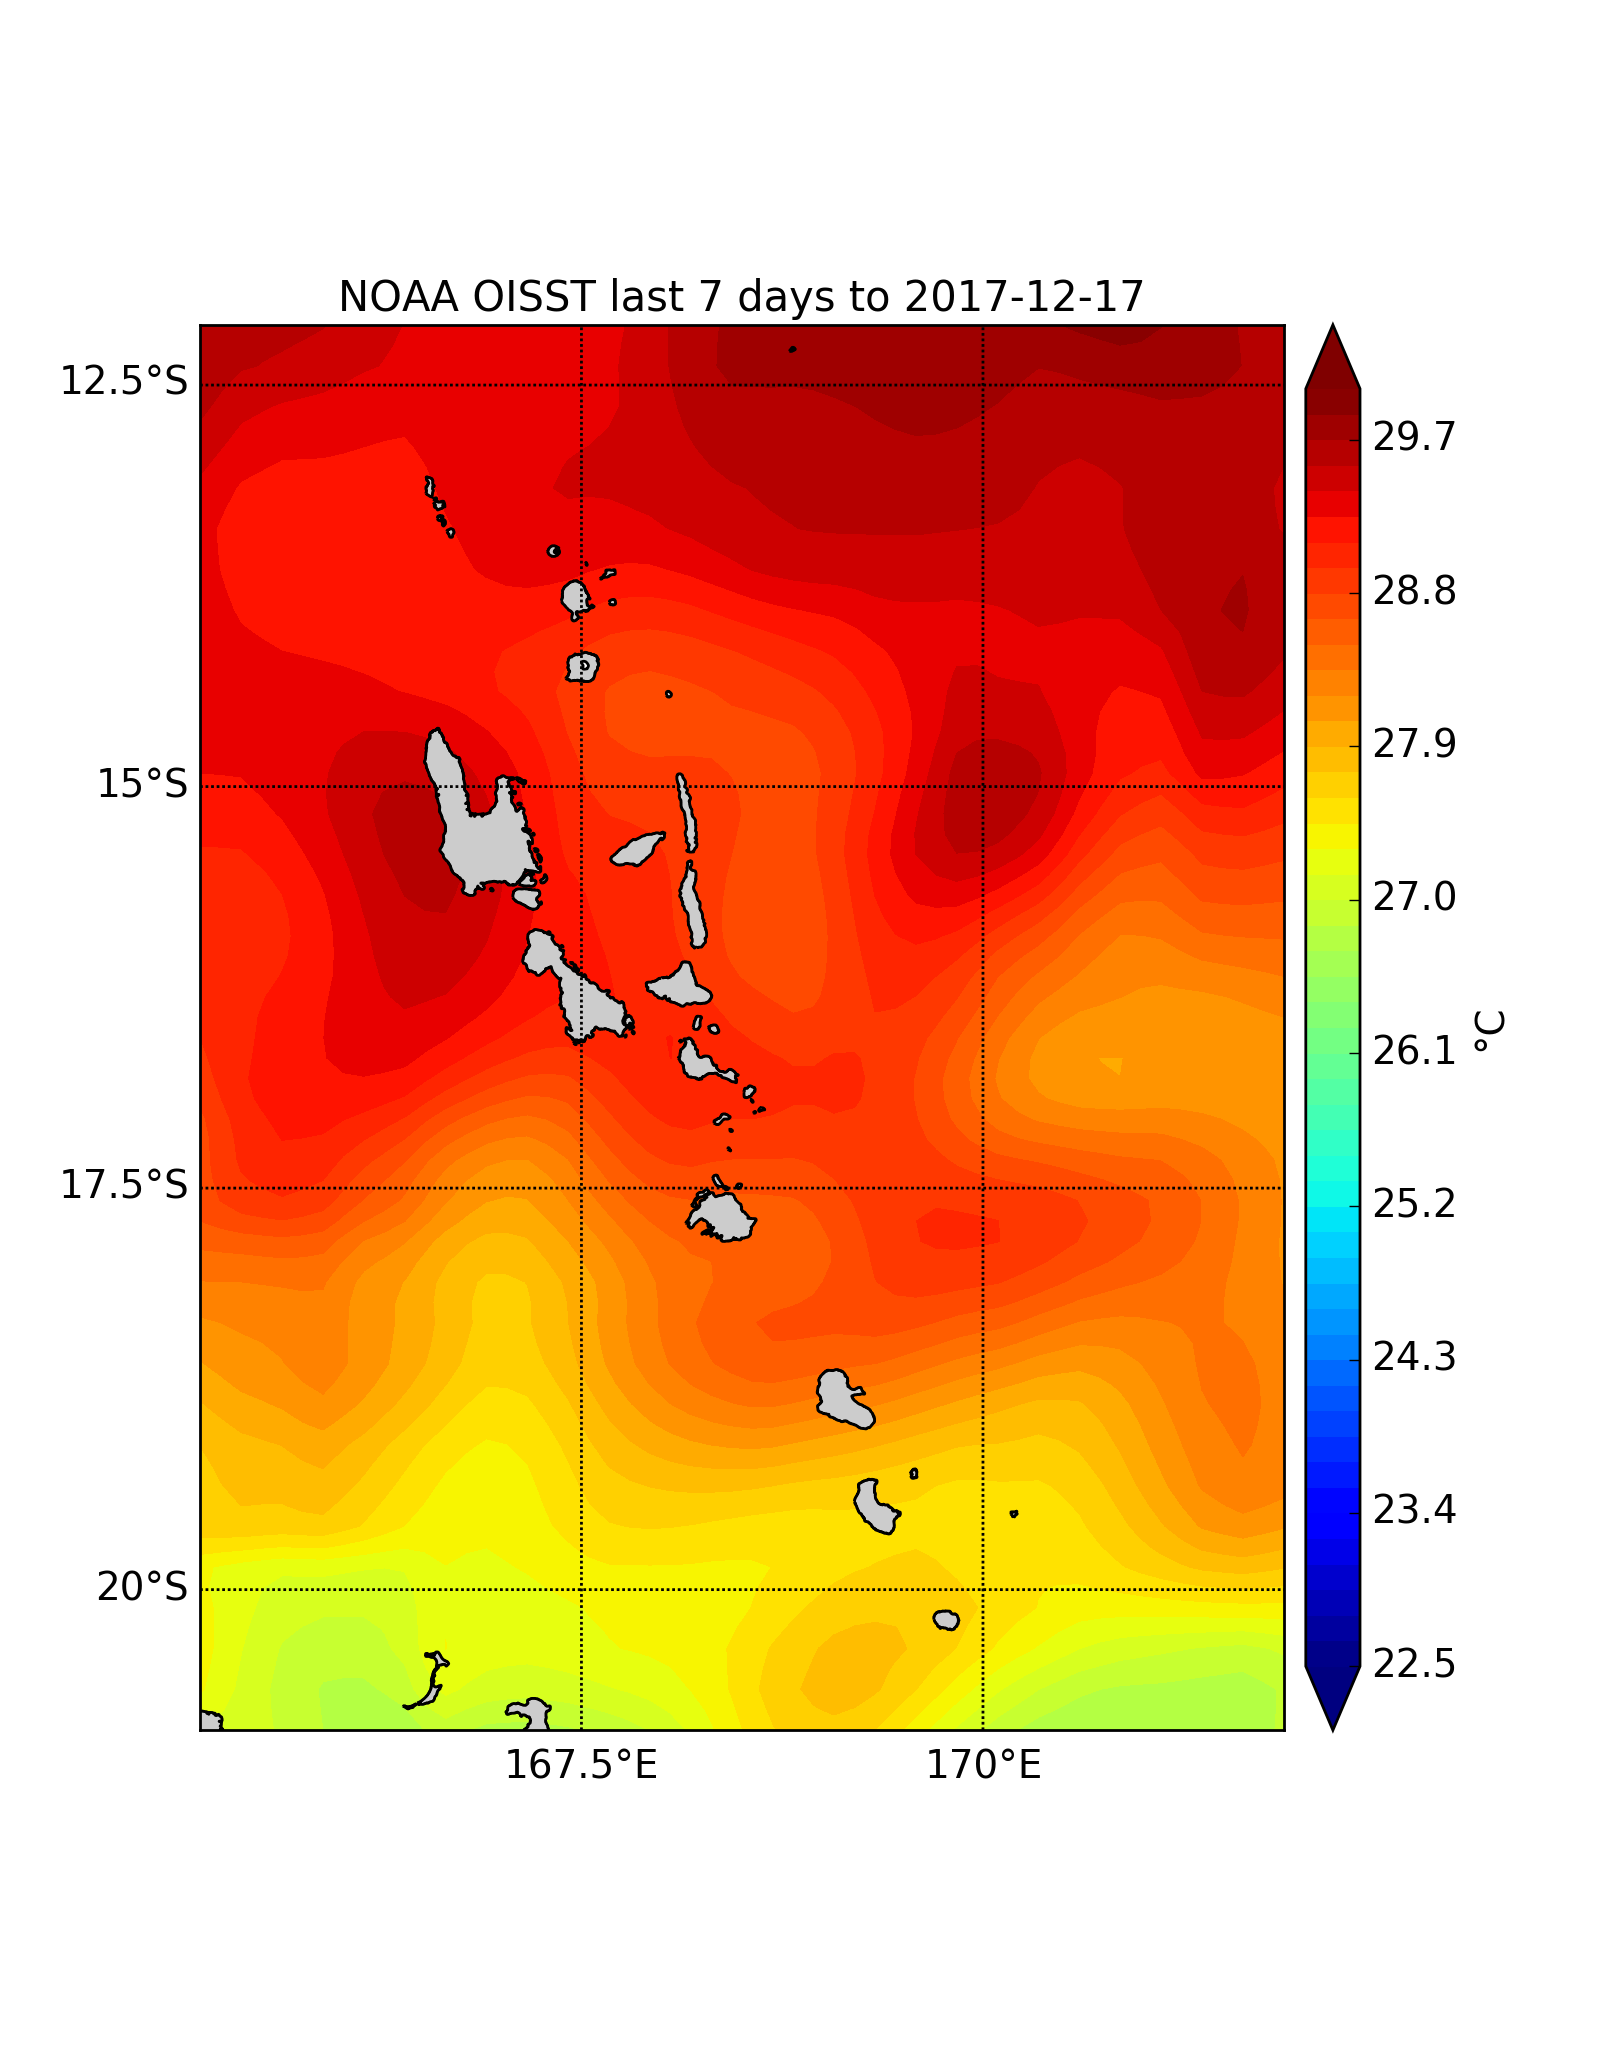 NOAA OISST last 7 days to 2017-12-17
12.5°S
15°S
17.5°S
20°S
167.5°E
170°E
29.7
28.8
27.9
27.0
26.1
25.2
24.3
23.4
22.5
°C